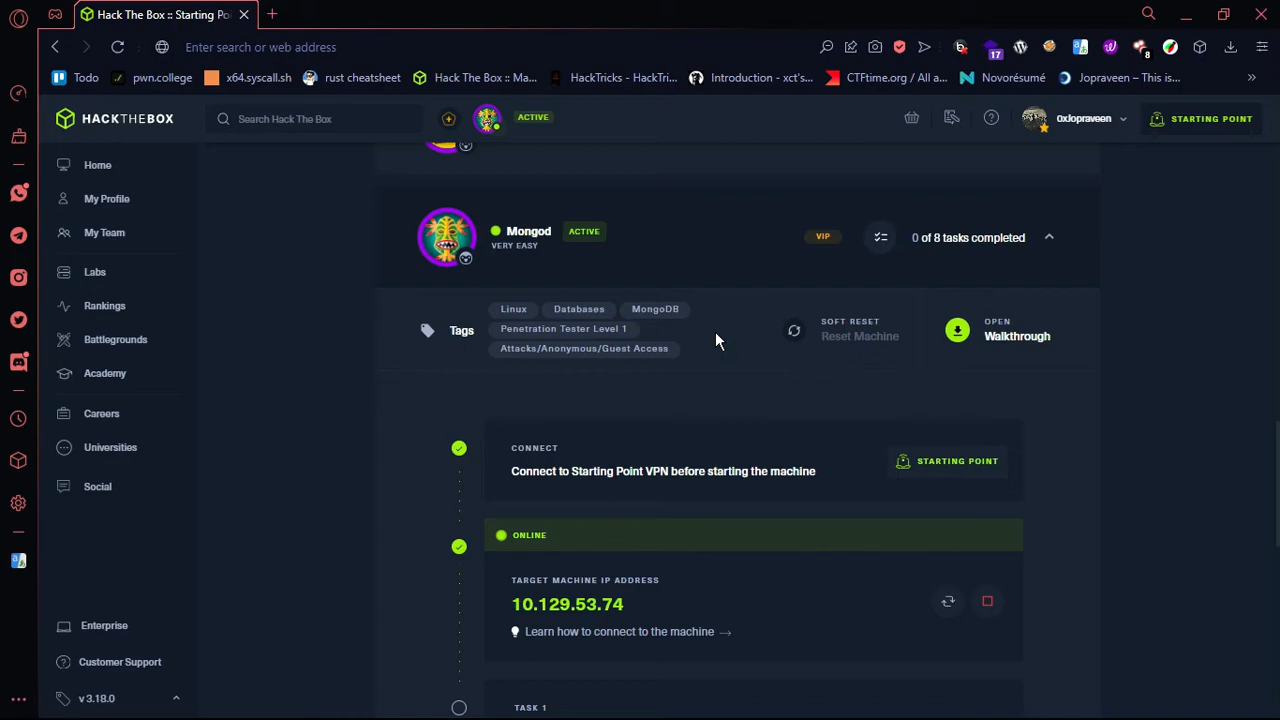 Hack The Box :: Starting Poi
Enter search or web address
17
8
Todo
pwn.college
x64.syscall.sh
rust cheatsheet
Hack The Box :: Ma...
HackTricks - HackTri...
Introduction - xct's...
CTFtime.org / All a...
Novorésumé
Jopraveen – This is...
HACKTHEBOX
Search Hack The Box
ACTIVE
0xJopraveen
STARTING POINT
Home
My Profile
My Team
Labs
Rankings
Battlegrounds
Academy
Careers
Universities
Social
Enterprise
Customer Support
v 3.18.0
Mongod
ACTIVE
VERY EASY
VIP
0 of 8 tasks completed
Tags
Linux
Databases
MongoDB
Penetration Tester Level 1
Attacks/Anonymous/Guest Access
SOFT RESET
Reset Machine
OPEN
Walkthrough
CONNECT
Connect to Starting Point VPN before starting the machine
STARTING POINT
ONLINE
TARGET MACHINE IP ADDRESS
10.129.53.74
Learn how to connect to the machine →
TASK 1